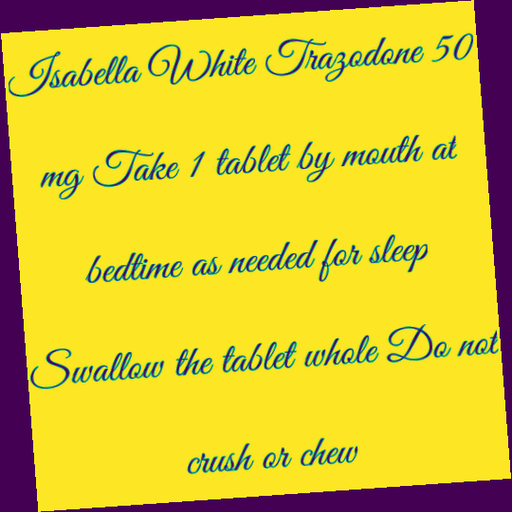 Isabella White Trazodone 50
mg Take 1 tablet by mouth at
bedtime as needed for sleep
Swallow the tablet whole Do not
crush or chew